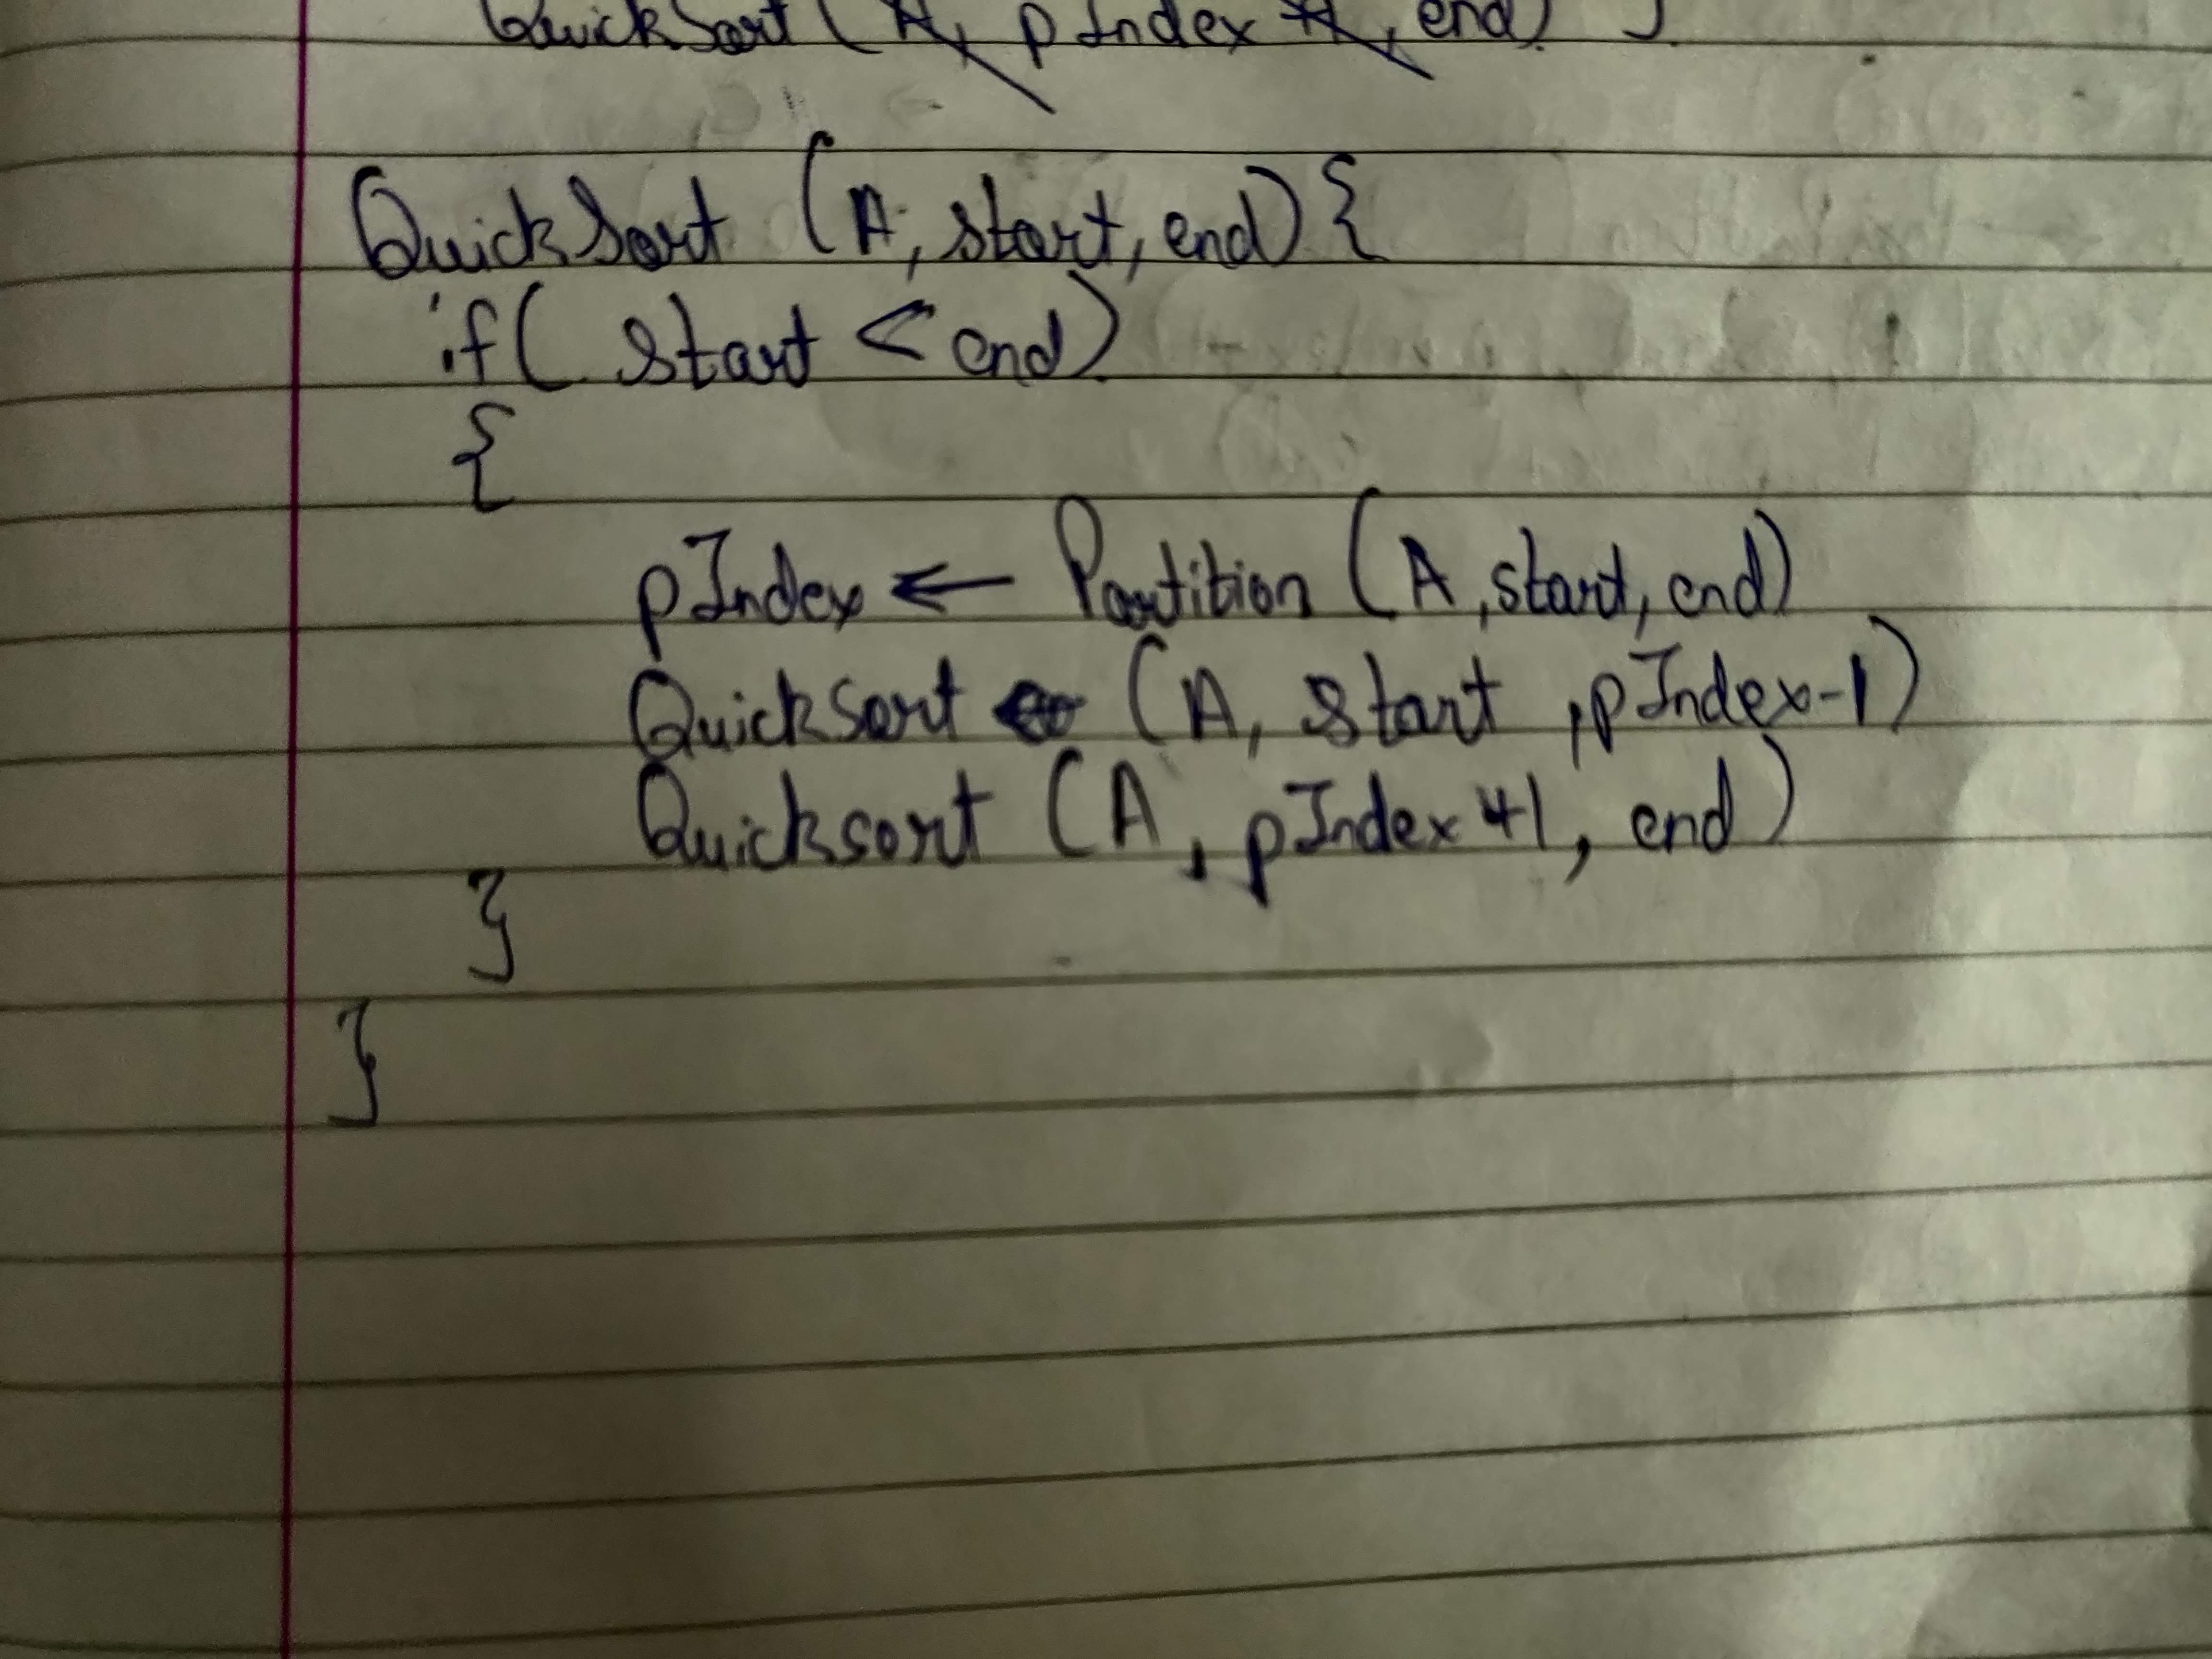 QuickSort (A, pIndex, end)
QuickSort (A, start, end) {
if (start < end)
{
pIndex ← Partition (A, start, end)
Quicksort (A, start, pIndex-1)
Quicksort (A, pIndex+1, end)
}
}